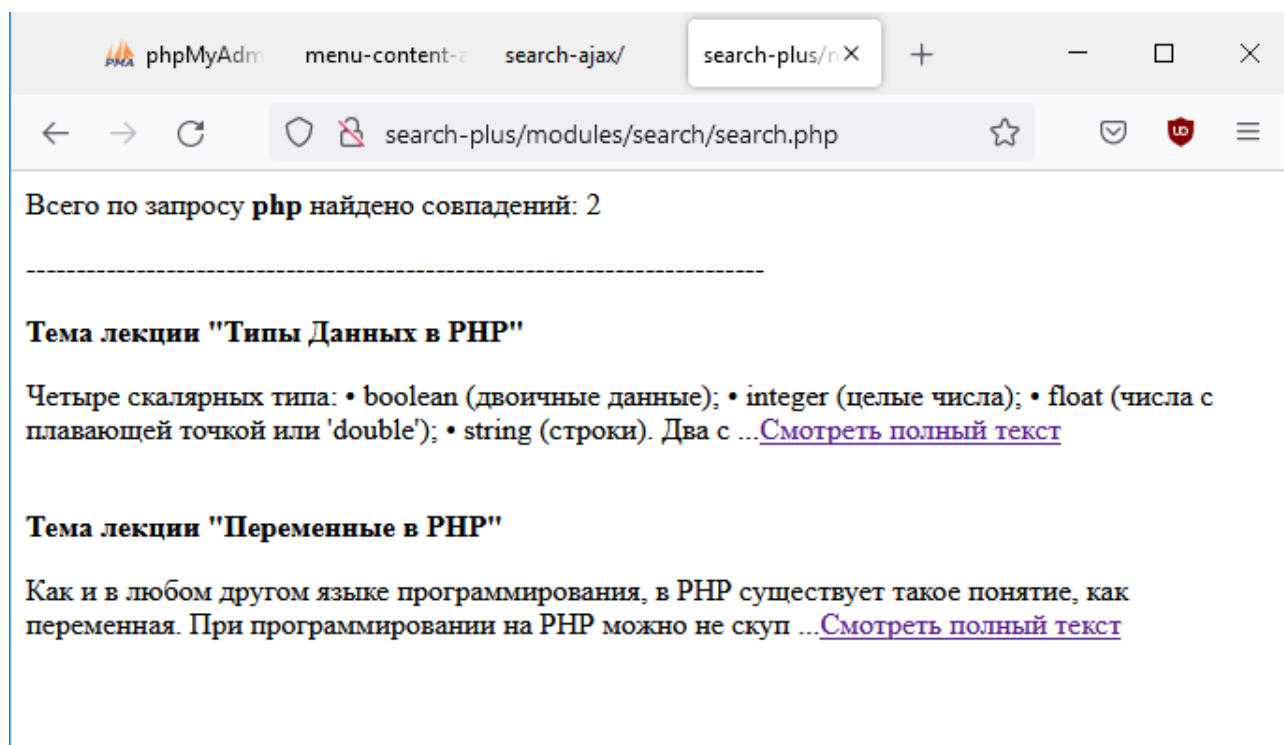 phpMyAdm menu-content-a search-ajax/ search-plus/n
search-plus/modules/search/search.php
Всего по запросу php найдено совпадений: 2
--------------------------------------------------------------------------
Тема лекции "Типы Данных в PHP"
Четыре скалярных типа: • boolean (двоичные данные); • integer (целые числа); • float (числа с
плавающей точкой или 'double'); • string (строки). Два с ...Смотреть полный текст
Тема лекции "Переменные в PHP"
Как и в любом другом языке программирования, в PHP существует такое понятие, как
переменная. При программировании на PHP можно не скуп ...Смотреть полный текст